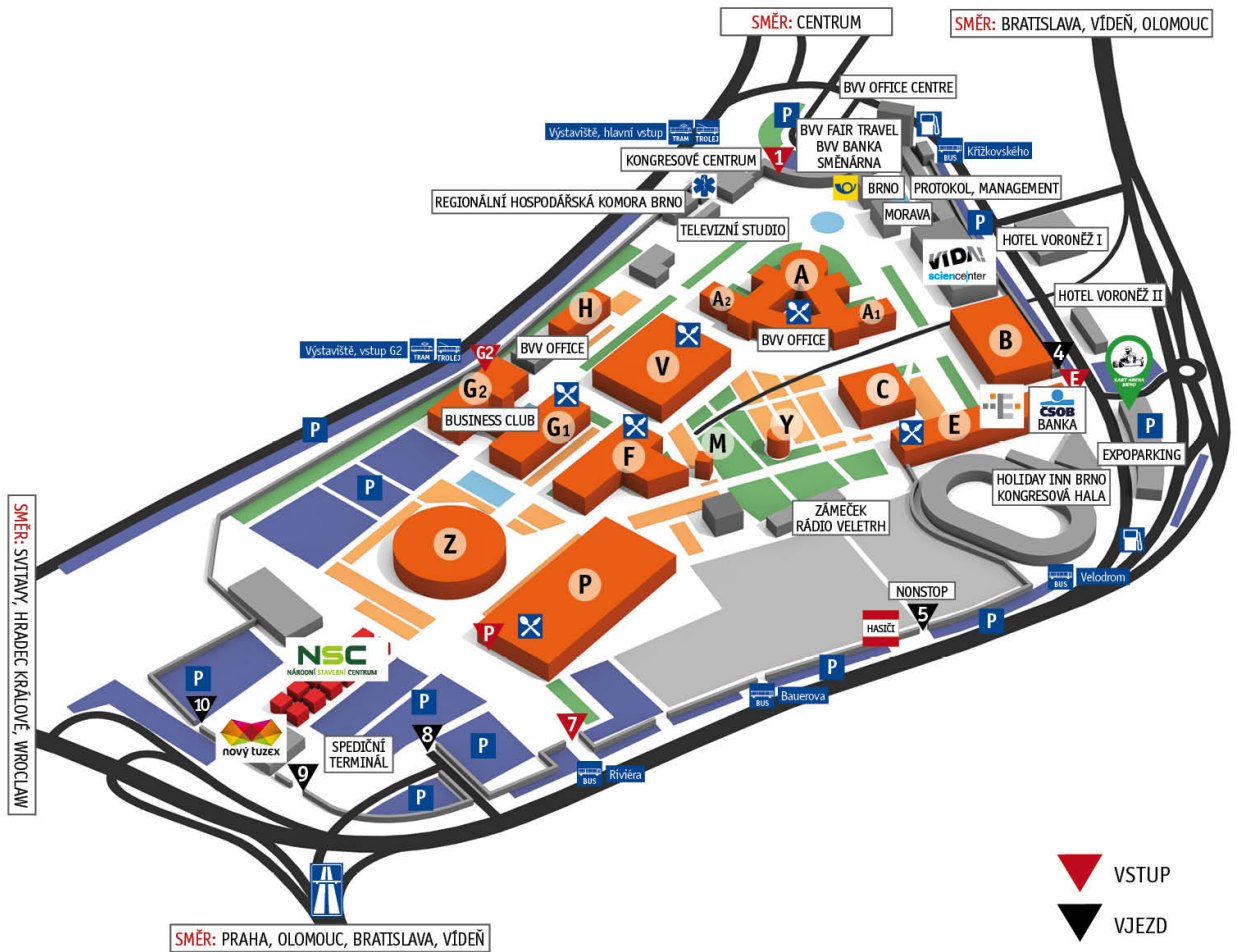 SMĚR: CENTRUM
SMĚR: BRATISLAVA, VÍDEŇ, OLOMOUC
BVV OFFICE CENTRE
P
Výstaviště, hlavní vstup
TRAM
TROLEJ
BVV FAIR TRAVEL
BVV BANKA
SMĚNÁRNA
1
BUS
Křížkovského
KONGRESOVÉ CENTRUM
BRNO
PROTOKOL, MANAGEMENT
REGIONÁLNÍ HOSPODÁŘSKÁ KOMORA BRNO
MORAVA
TELEVIZNÍ STUDIO
P
HOTEL VORONĚŽ I
VIDA!
sciencenter
A
A2
A1
H
HOTEL VORONĚŽ II
BVV OFFICE
BVV OFFICE
Výstaviště, vstup G2
TRAM
TROLEJ
G2
V
B
4
E
KART ARENA
BRNO
G2
C
BUSINESS CLUB
G1
E
ČSOB
BANKA
P
F
M
Y
E
P
EXPOPARKING
P
HOLIDAY INN BRNO
KONGRESOVÁ HALA
ZÁMEČEK
RÁDIO VELETRH
SMĚR: SVITAVY, HRADEC KRÁLOVÉ, WROCLAW
Z
P
BUS
Velodrom
NONSTOP
5
HASIČI
P
P
P
NSC
NÁRODNÍ STAVEBNÍ CENTRUM
P
P
BUS
Bauerova
10
nový tuzex
SPEDIČNÍ
TERMINÁL
8
P
7
9
BUS
Riviéra
P
VSTUP
VJEZD
SMĚR: PRAHA, OLOMOUC, BRATISLAVA, VÍDEŇ